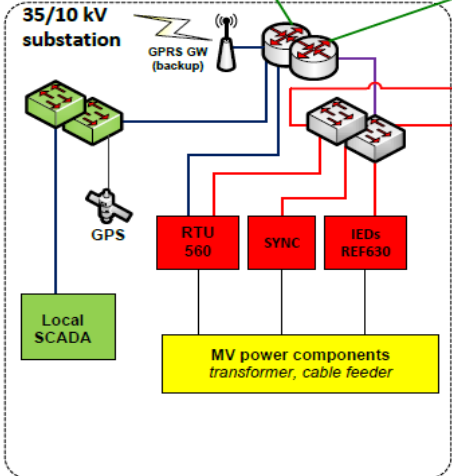 35/10 kV
substation
GPRS GW
(backup)
GPS
RTU
560
SYNC
IEDs
REF630
Local
SCADA
MV power components
transformer, cable feeder